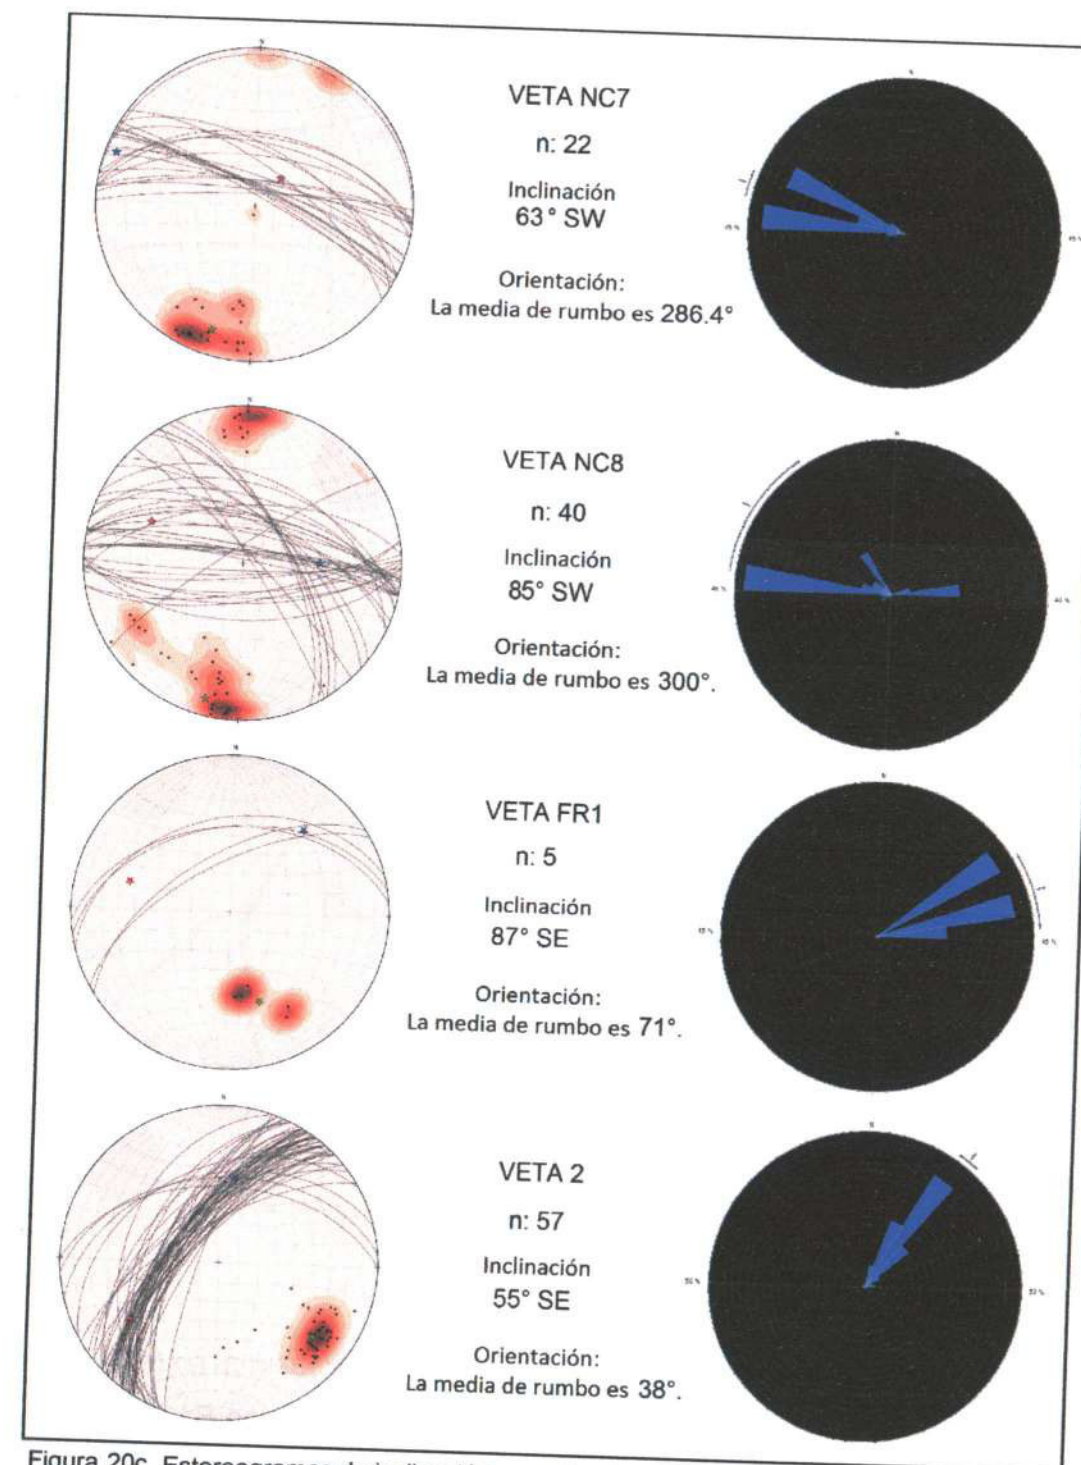 VETA NC7
n: 22
Inclinación
63° SW
Orientación:
La media de rumbo es 286.4°
VETA NC8
n: 40
Inclinación
85° SW
Orientación:
La media de rumbo es 300°.
VETA FR1
n: 5
Inclinación
87° SE
Orientación:
La media de rumbo es 71°.
VETA 2
n: 57
Inclinación
55° SE
Orientación:
La media de rumbo es 38°.
Figura 20c. Estereogramas de